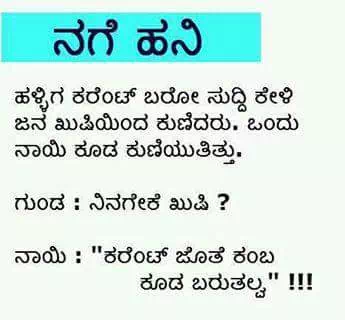 ನಗೆ ಹನಿ
ಹಳ್ಳಿಗ ಕರೆಂಟ್ ಬರೋ ಸುದ್ದಿ ಕೇಳಿ
ಜನ ಖುಷಿಯಿಂದ ಕುಣಿದರು. ಒಂದು
ನಾಯಿ ಕೂಡ ಕುಣಿಯುತಿತ್ತು.
ಗುಂಡ : ನಿನಗೇಕೆ ಖುಷಿ ?
ನಾಯಿ : "ಕರೆಂಟ್ ಜೊತೆ ಕಂಬ
ಕೂಡ ಬರುತಲ್ವ" !!!